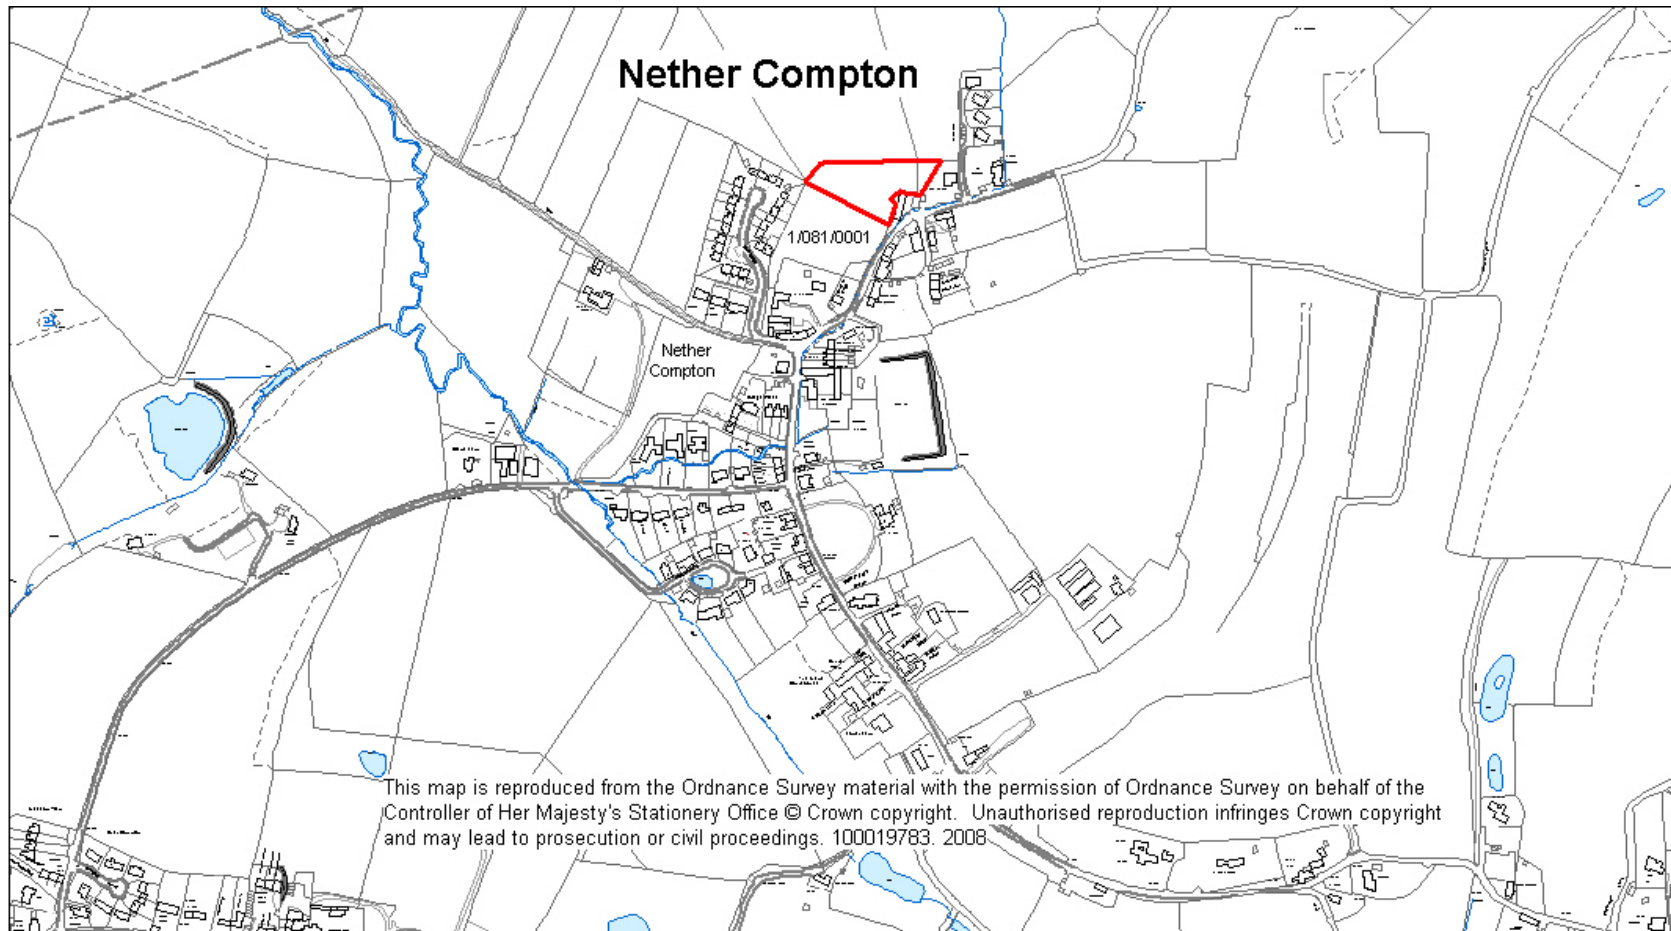 Nether Compton
1/081/0001
Nether
Compton
This map is reproduced from the Ordnance Survey material with the permission of Ordnance Survey on behalf of the
Controller of Her Majesty's Stationery Office © Crown copyright. Unauthorised reproduction infringes Crown copyright
and may lead to prosecution or civil proceedings. 100019783. 2008